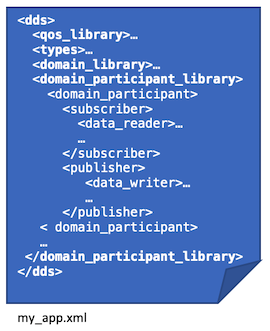 <dds>
<qos_library>…
<types>…
<domain_library>…
<domain_participant_library>
<domain_participant>
<subscriber>
<data_reader>…
…
</subscriber>
<publisher>
<data_writer>…
…
</publisher>
< domain_participant>
…
</domain_participant_library>
</dds>
my_app.xml